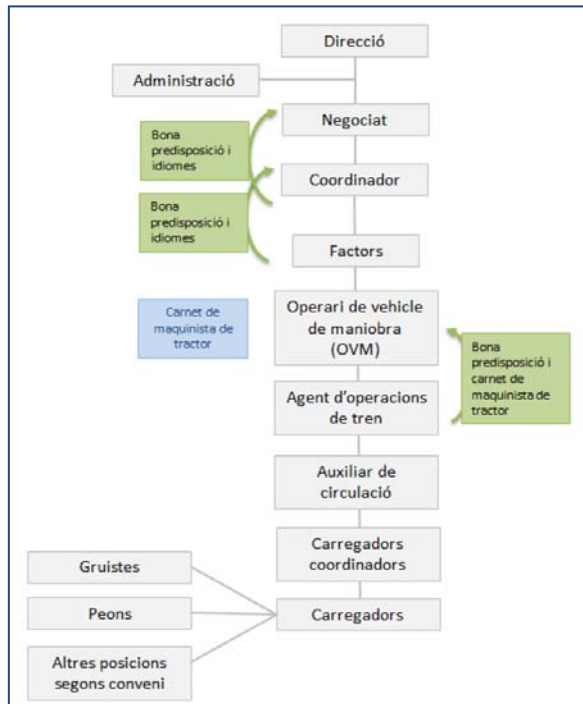 Direcció
Administració
Bona
predisposició i
idiomes
Negociat
Coordinador
Bona
predisposició i
idiomes
Factors
Carnet de
maquinista de
tractor
Operari de vehicle
de maniobra
(OVM)
Bona
predisposició i
carnet de
maquinista de
tractor
Agent d'operacions
de tren
Auxiliar de
circulació
Carregadors
coordinadors
Gruistes
Peons
Carregadors
Altres posicions
segons conveni